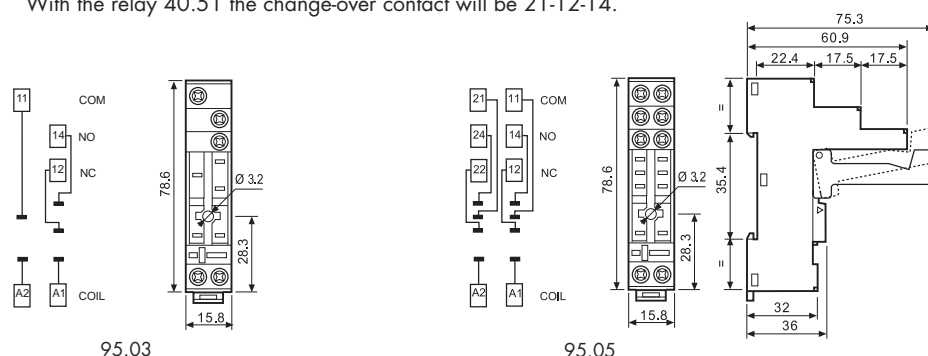 With the relay 40.51 the change-over contact will be 21-12-14.
75.3
60.9
22.4 17.5 17.5
11 COM
14 NO
12 NC
A2 A1 COIL
78.6
Ø 3.2
28.3
15.8
95.03
21 11 COM
24 14 NO
22 12 NC
A2 A1 COIL
78.6
Ø 3.2
28.3
15.8
95.05
=
35.4
=
32
36